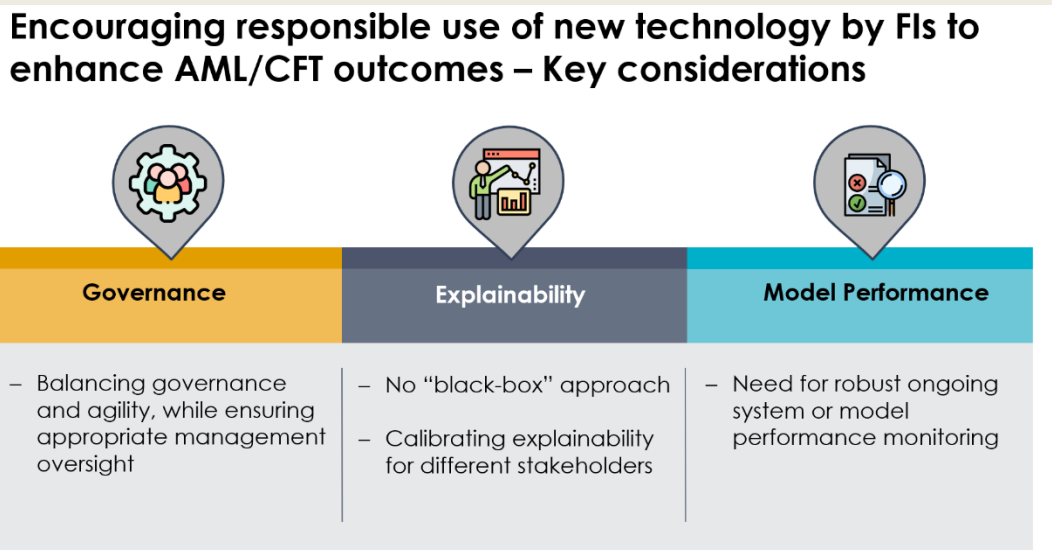 Encouraging responsible use of new technology by FIs to
enhance AML/CFT outcomes – Key considerations
Governance
– Balancing governance
and agility, while ensuring
appropriate management
oversight
Explainability
– No “black-box” approach
– Calibrating explainability
for different stakeholders
Model Performance
– Need for robust ongoing
system or model
performance monitoring